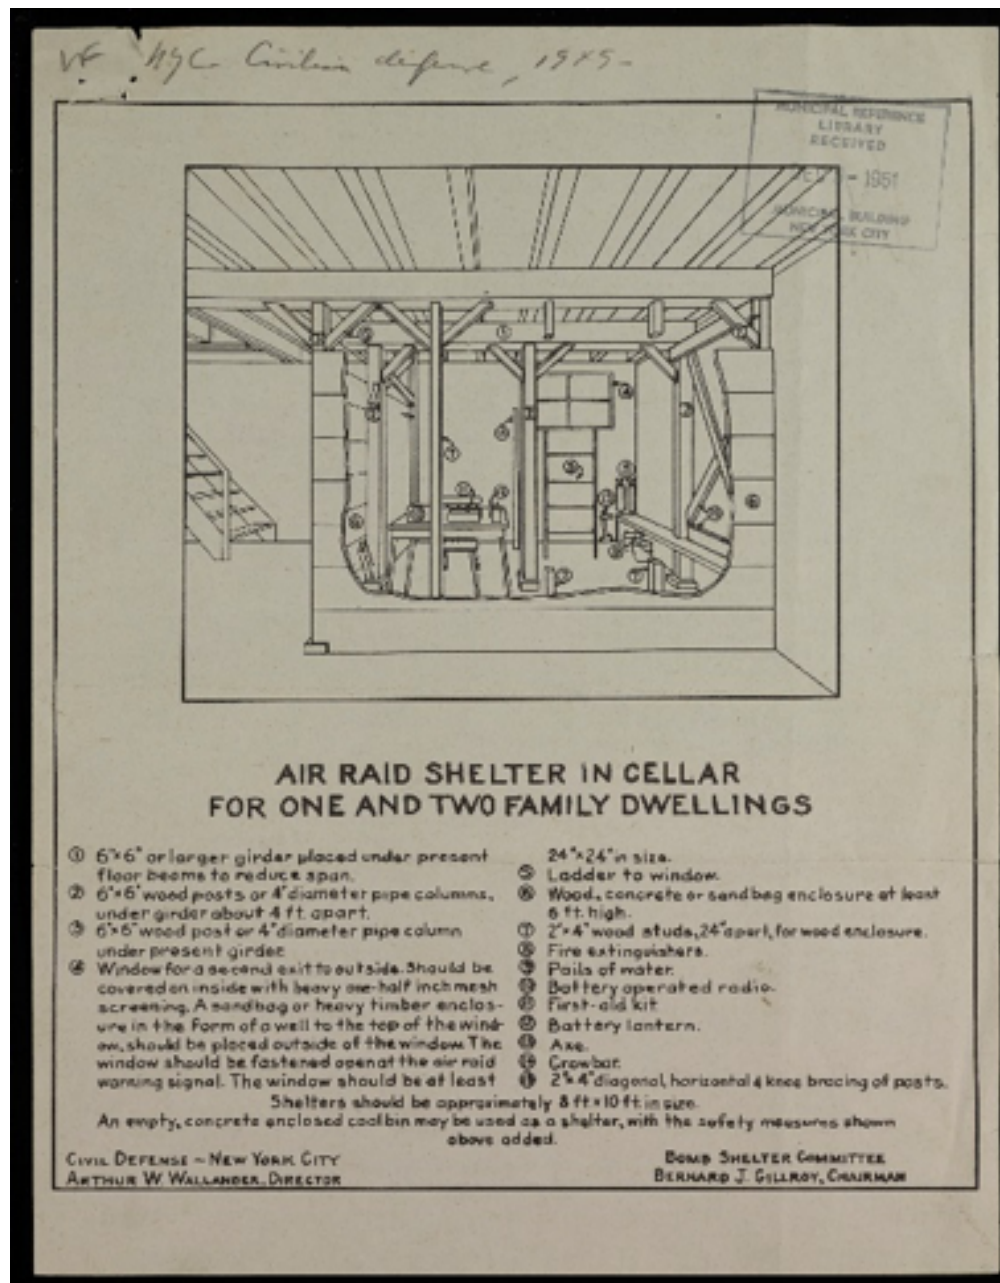 VF NYC Civilian defense, 19
MUNICIPAL REFERENCE
LIBRARY
RECEIVED
- 1951
MUNICIPAL BUILDING
NEW YORK CITY
AIR RAID SHELTER IN CELLAR
FOR ONE AND TWO FAMILY DWELLINGS
① 6"×6" or larger girder placed under present
floor beams to reduce span.
② 6"×6" wood posts or 4" diameter pipe columns,
under girder about 4 ft. apart.
③ 6"×6" wood post or 4" diameter pipe column
under present girder.
④ Window for a second exit to outside. Should be
covered on inside with heavy one-half inch mesh
screening. A sandbag or heavy timber enclos-
ure in the form of a well to the top of the wind-
ow, should be placed outside of the window. The
window should be fastened open at the air raid
warning signal. The window should be at least
24"×24" in size.
⑤ Ladder to window.
⑥ Wood, concrete or sandbag enclosure at least
6 ft. high.
⑦ 2"×4" wood studs, 24" apart, for wood enclosure.
⑧ Fire extinguishers.
⑨ Pails of water.
⑩ Battery operated radio.
⑪ First-aid kit
⑫ Battery lantern.
⑬ Axe.
⑭ Crowbar.
⑮ 2"×4" diagonal, horizontal & knee bracing of posts.
Shelters should be approximately 8 ft × 10 ft. in size.
An empty, concrete enclosed coal bin may be used as a shelter, with the safety measures shown
above added.
CIVIL DEFENSE ~ NEW YORK CITY
ARTHUR W. WALLANDER, DIRECTOR
BOMB SHELTER COMMITTEE
BERNARD J. GILLROY, CHAIRMAN